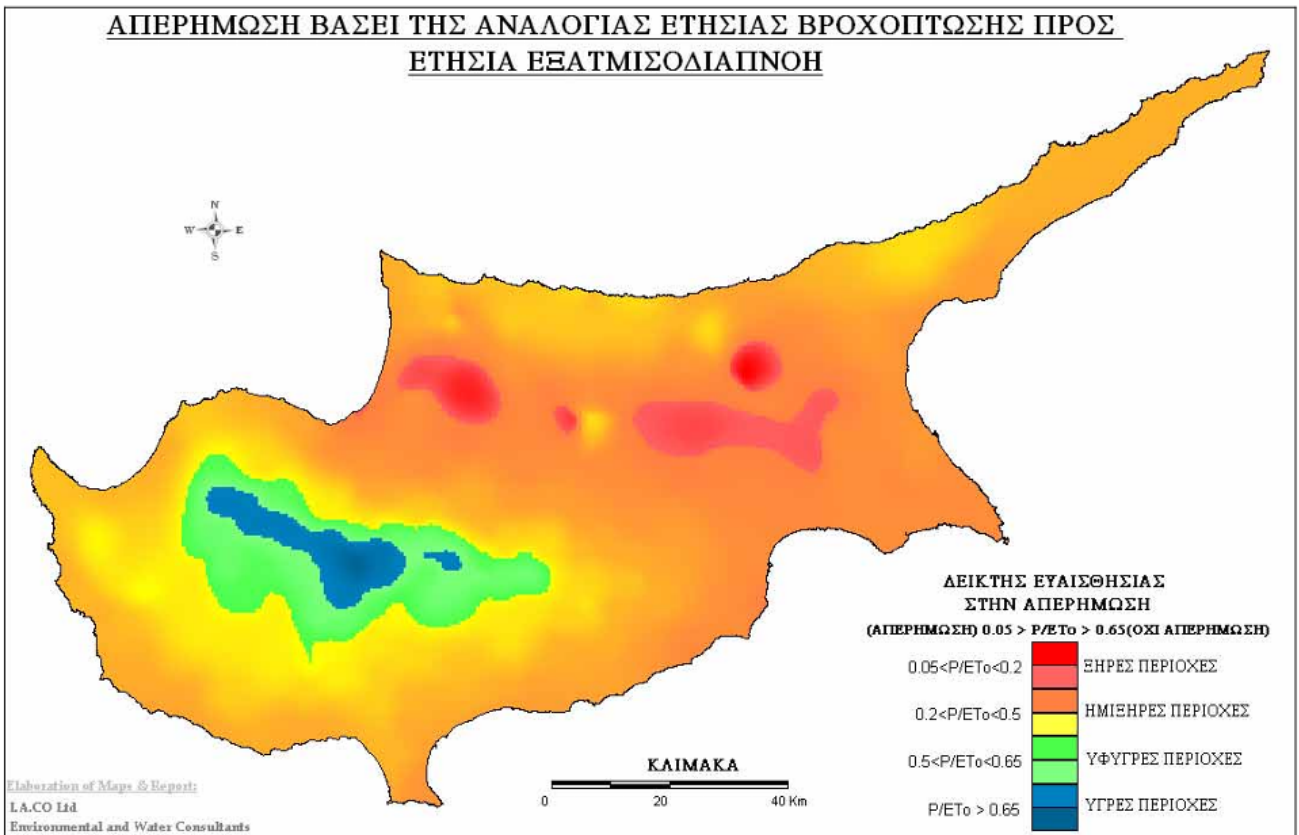 ΑΠΕΡΗΜΩΣΗ ΒΑΣΕΙ ΤΗΣ ΑΝΑΛΟΓΙΑΣ ΕΤΗΣΙΑΣ ΒΡΟΧΟΠΤΩΣΗΣ ΠΡΟΣ
ΕΤΗΣΙΑ ΕΞΑΤΜΙΣΟΔΙΑΠΝΟΗ
N
W E
S
ΔΕΙΚΤΗΣ ΕΥΑΙΣΘΗΣΙΑΣ
ΣΤΗΝ ΑΠΕΡΗΜΩΣΗ
(ΑΠΕΡΗΜΩΣΗ) 0.05 > P/ETo > 0.65(ΟΧΙ ΑΠΕΡΗΜΩΣΗ)
0.05<P/ETo<0.2 ΞΗΡΕΣ ΠΕΡΙΟΧΕΣ
0.2<P/ETo<0.5 ΗΜΙΞΗΡΕΣ ΠΕΡΙΟΧΕΣ
0.5<P/ETo<0.65 ΥΦΥΓΡΕΣ ΠΕΡΙΟΧΕΣ
P/ETo > 0.65 ΥΓΡΕΣ ΠΕΡΙΟΧΕΣ
ΚΛΙΜΑΚΑ
0 20 40 Km
Elaboration of Maps & Report:
I.A.CO Ltd
Environmental and Water Consultants